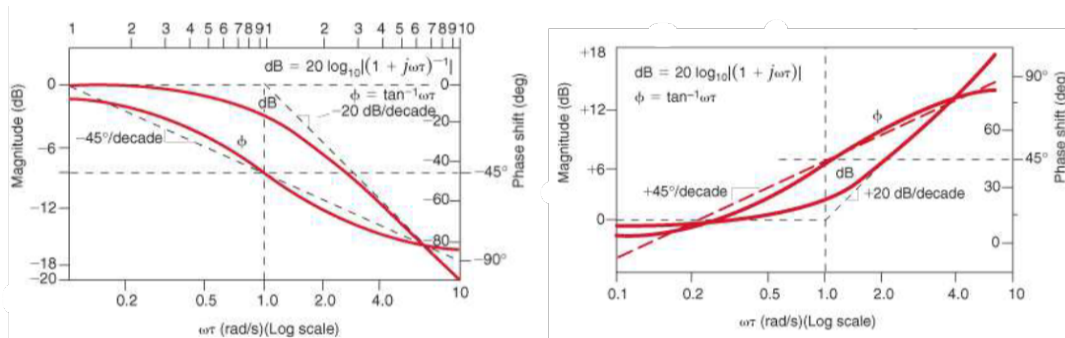 1 2 3 4 5 6 7 8 9 1 2 3 4 5 6 7 8 9 10
dB = 20 log₁₀|(1 + jωτ)⁻¹|
ϕ = tan⁻¹ωτ
−20 dB/decade
dB
ϕ
−45°/decade
Magnitude (dB)
0
−6
−12
−18
−20
0
−20
−40
−45°
−60
−80
−90°
Phase shift (deg)
0.2 0.5 1.0 2.0 4.0 10
ωτ (rad/s)(Log scale)
+18
+12
+6
0
Magnitude (dB)
dB = 20 log₁₀|(1 + jωτ)|
ϕ = tan⁻¹ωτ
ϕ
dB
+45°/decade
+20 dB/decade
90°
60
45°
30
0
Phase shift (deg)
0.1 0.2 0.5 1.0 2.0 4.0 10
ωτ (rad/s)(Log scale)